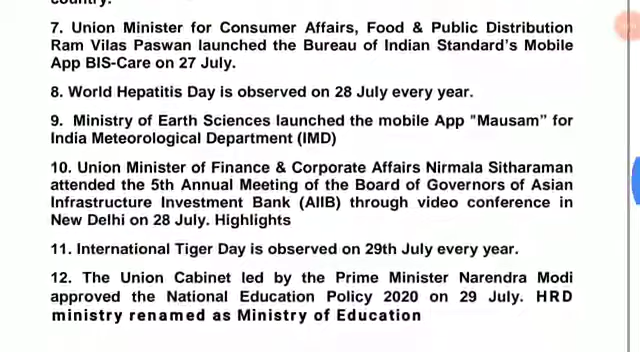 country.
7. Union Minister for Consumer Affairs, Food & Public Distribution
Ram Vilas Paswan launched the Bureau of Indian Standard's Mobile
App BIS-Care on 27 July.
8. World Hepatitis Day is observed on 28 July every year.
9. Ministry of Earth Sciences launched the mobile App "Mausam" for
India Meteorological Department (IMD)
10. Union Minister of Finance & Corporate Affairs Nirmala Sitharaman
attended the 5th Annual Meeting of the Board of Governors of Asian
Infrastructure Investment Bank (AIIB) through video conference in
New Delhi on 28 July. Highlights
11. International Tiger Day is observed on 29th July every year.
12. The Union Cabinet led by the Prime Minister Narendra Modi
approved the National Education Policy 2020 on 29 July. HRD
ministry renamed as Ministry of Education